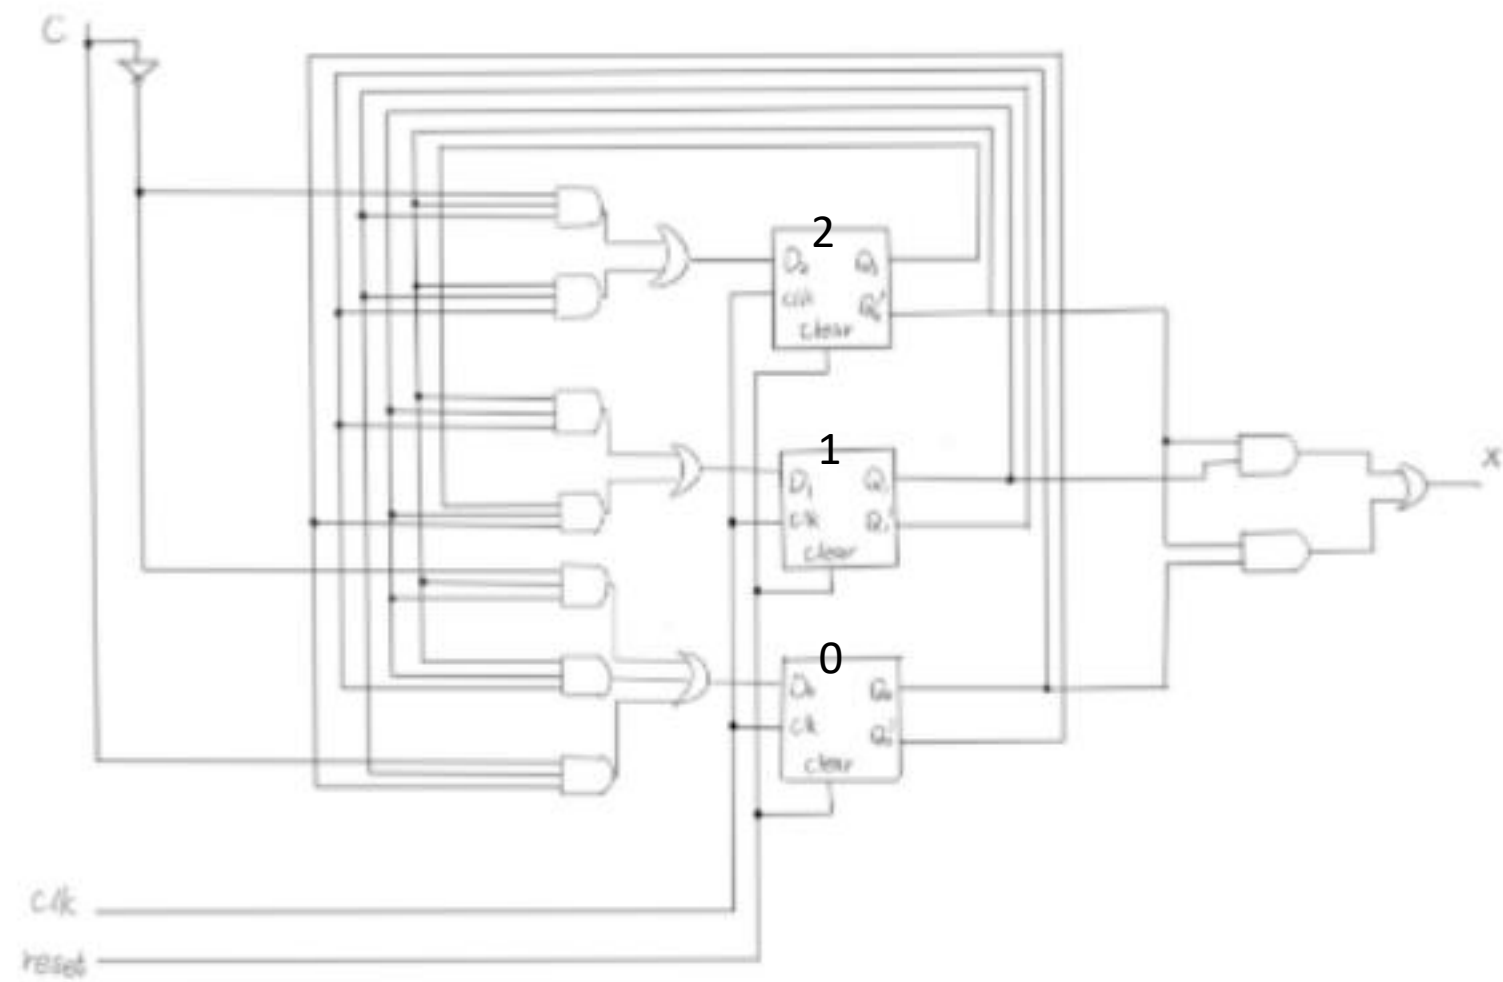 C
2
D₂ Q₂
clk Q₂'
clear
1
D₁ Q₁
clk Q₁'
clear
x
0
D₀ Q₀
clk Q₀'
clear
clk
reset